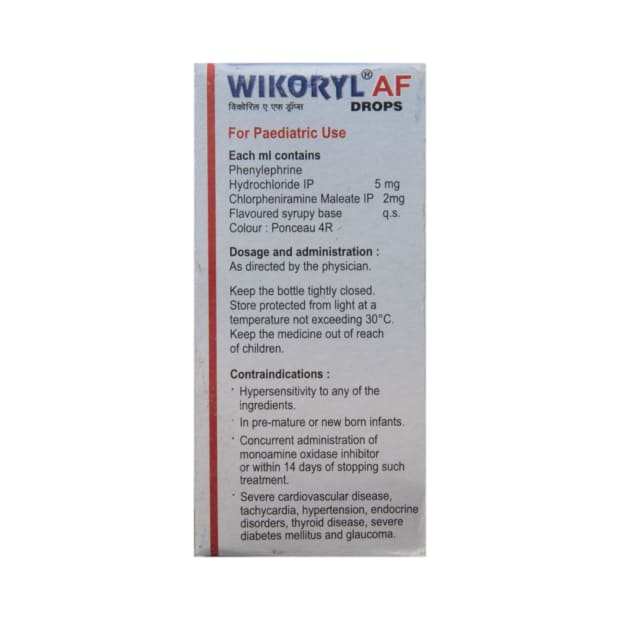 WIKORYL® AF
विकोरिल ए एफ ड्रॉप्स DROPS
For Paediatric Use
Each ml contains
Phenylephrine
Hydrochloride IP 5 mg
Chlorpheniramine Maleate IP 2mg
Flavoured syrupy base q.s.
Colour : Ponceau 4R
Dosage and administration :
As directed by the physician.
Keep the bottle tightly closed.
Store protected from light at a
temperature not exceeding 30°C.
Keep the medicine out of reach
of children.
Contraindications :
· Hypersensitivity to any of the
ingredients.
· In pre-mature or new born infants.
· Concurrent administration of
monoamine oxidase inhibitor
or within 14 days of stopping such
treatment.
· Severe cardiovascular disease,
tachycardia, hypertension, endocrine
disorders, thyroid disease, severe
diabetes mellitus and glaucoma.